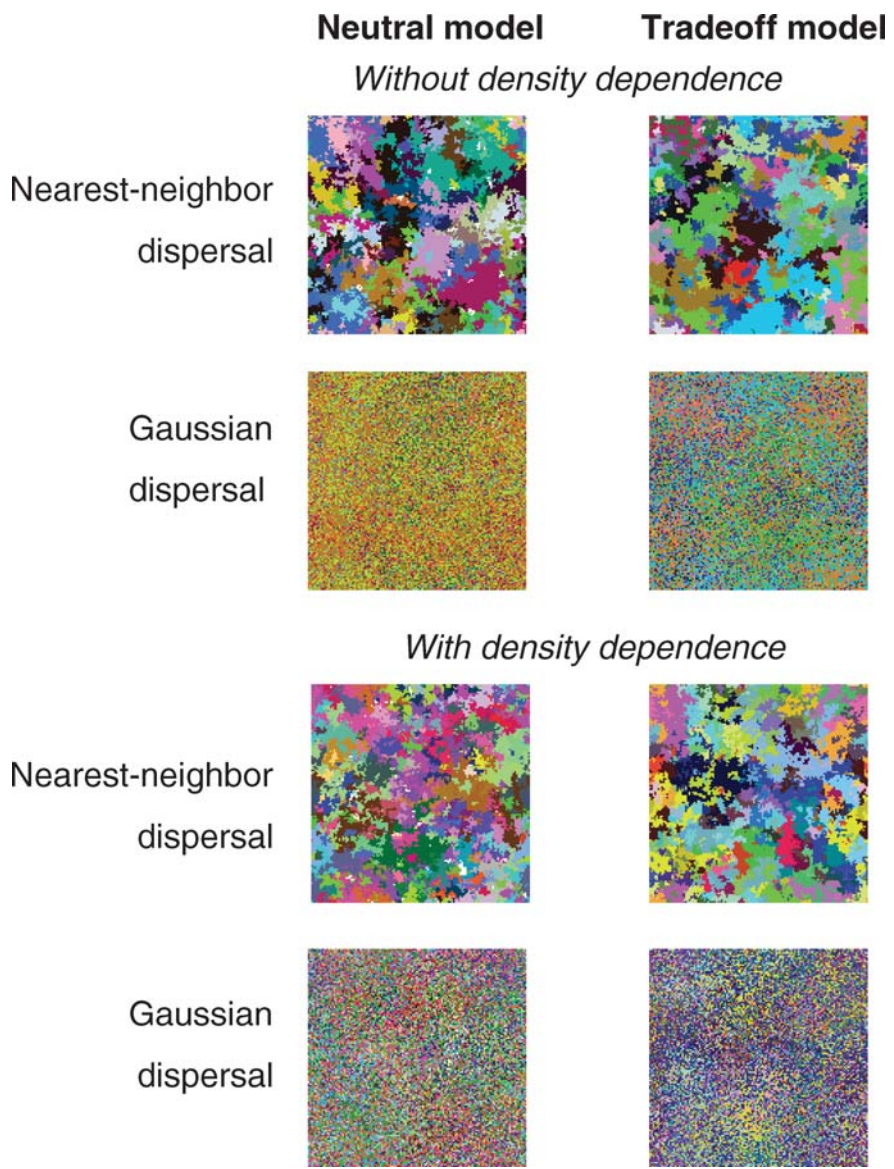 Neutral model Tradeoff model
Without density dependence
Nearest-neighbor
dispersal
Gaussian
dispersal
With density dependence
Nearest-neighbor
dispersal
Gaussian
dispersal